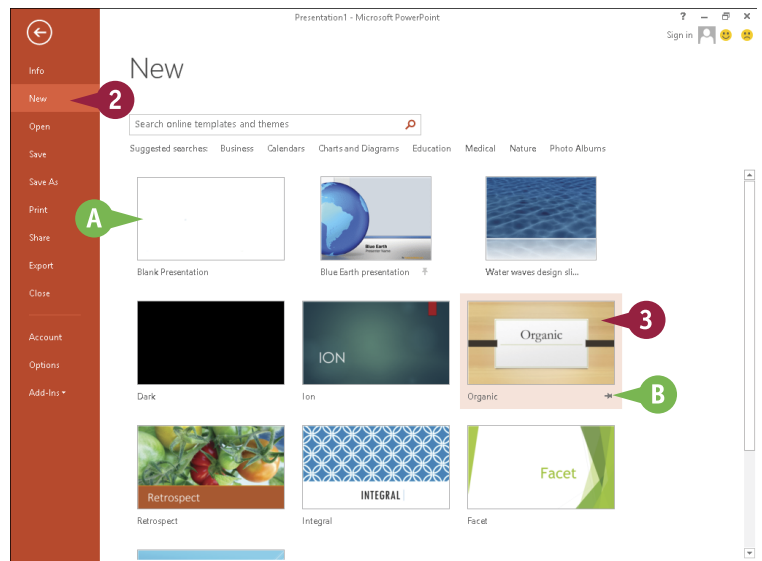 Presentation1 - Microsoft PowerPoint
?
Sign in
Info
New
Open
Save
Save As
Print
Share
Export
Close
Account
Options
Add-Ins
New
2
Search online templates and themes
Suggested searches: Business Calendars Charts and Diagrams Education Medical Nature Photo Albums
A
Blue Earth
Blank Presentation
Blue Earth presentation
Water waves design sli...
3
Organic
ION
Dark
Ion
Organic
B
Retrospect
INTEGRAL
Facet
Retrospect
Integral
Facet